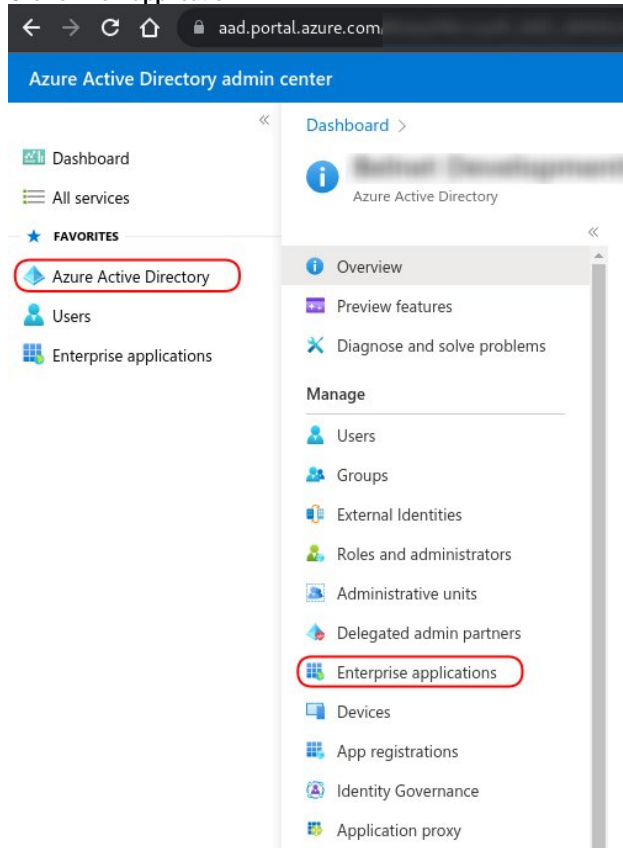 aad.portal.azure.com
Azure Active Directory admin center
Dashboard
All services
FAVORITES
Azure Active Directory
Users
Enterprise applications
Dashboard >
Azure Active Directory
Overview
Preview features
Diagnose and solve problems
Manage
Users
Groups
External Identities
Roles and administrators
Administrative units
Delegated admin partners
Enterprise applications
Devices
App registrations
Identity Governance
Application proxy